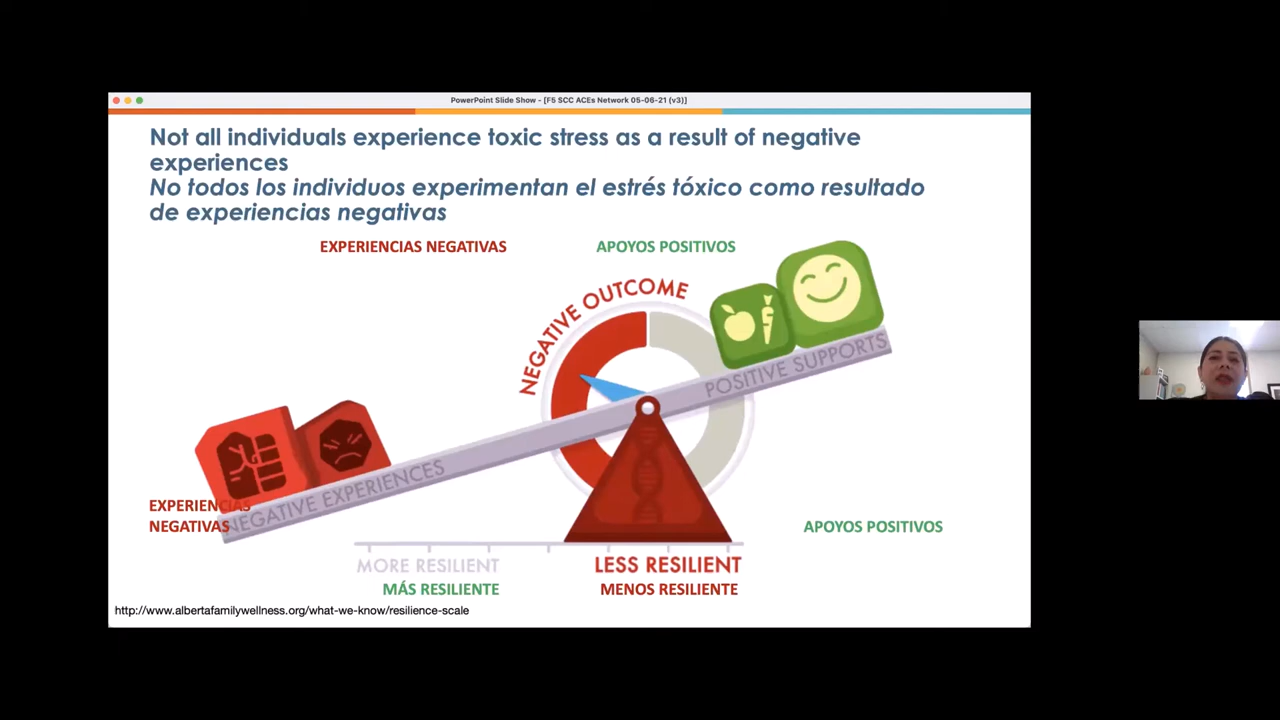 PowerPoint Slide Show - [F5 SCC ACEs Network 05-06-21 (v3)]
Not all individuals experience toxic stress as a result of negative
experiences
No todos los individuos experimentan el estrés tóxico como resultado
de experiencias negativas
EXPERIENCIAS NEGATIVAS
APOYOS POSITIVOS
NEGATIVE OUTCOME
POSITIVE SUPPORTS
NEGATIVE EXPERIENCES
EXPERIENCIAS
NEGATIVAS
APOYOS POSITIVOS
MORE RESILIENT
LESS RESILIENT
MÁS RESILIENTE
MENOS RESILIENTE
http://www.albertafamilywellness.org/what-we-know/resilience-scale